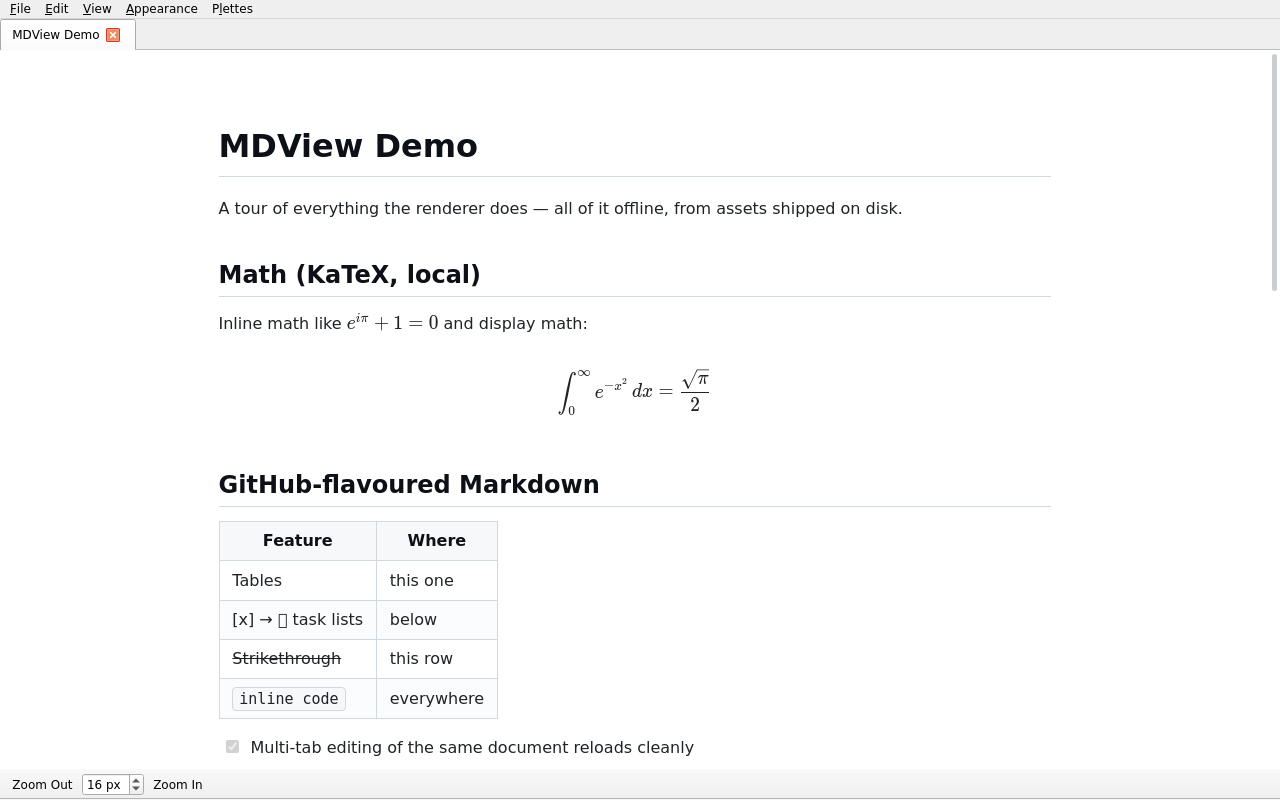 File Edit View Appearance Plettes
MDView Demo
MDView Demo
A tour of everything the renderer does — all of it offline, from assets shipped on disk.
Math (KaTeX, local)
Inline math like e^{iπ} + 1 = 0 and display math:
∫_0^∞ e^{-x^2} dx = √π / 2
GitHub-flavoured Markdown
Feature Where
Tables this one
[x] → ▯ task lists below
Strikethrough this row
inline code everywhere
Multi-tab editing of the same document reloads cleanly
Zoom Out 16 px Zoom In